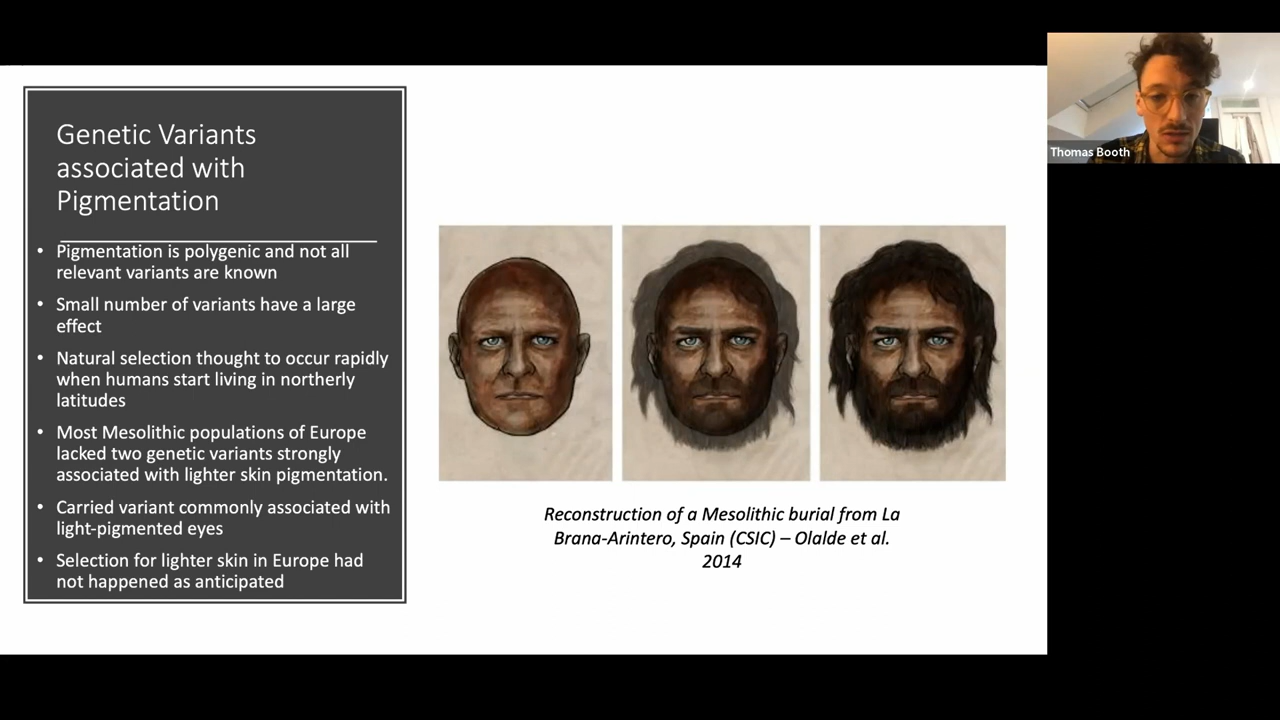 Genetic Variants
associated with
Pigmentation
• Pigmentation is polygenic and not all
relevant variants are known
• Small number of variants have a large
effect
• Natural selection thought to occur rapidly
when humans start living in northerly
latitudes
• Most Mesolithic populations of Europe
lacked two genetic variants strongly
associated with lighter skin pigmentation.
• Carried variant commonly associated with
light-pigmented eyes
• Selection for lighter skin in Europe had
not happened as anticipated
Reconstruction of a Mesolithic burial from La
Brana-Arintero, Spain (CSIC) – Olalde et al.
2014
Thomas Booth